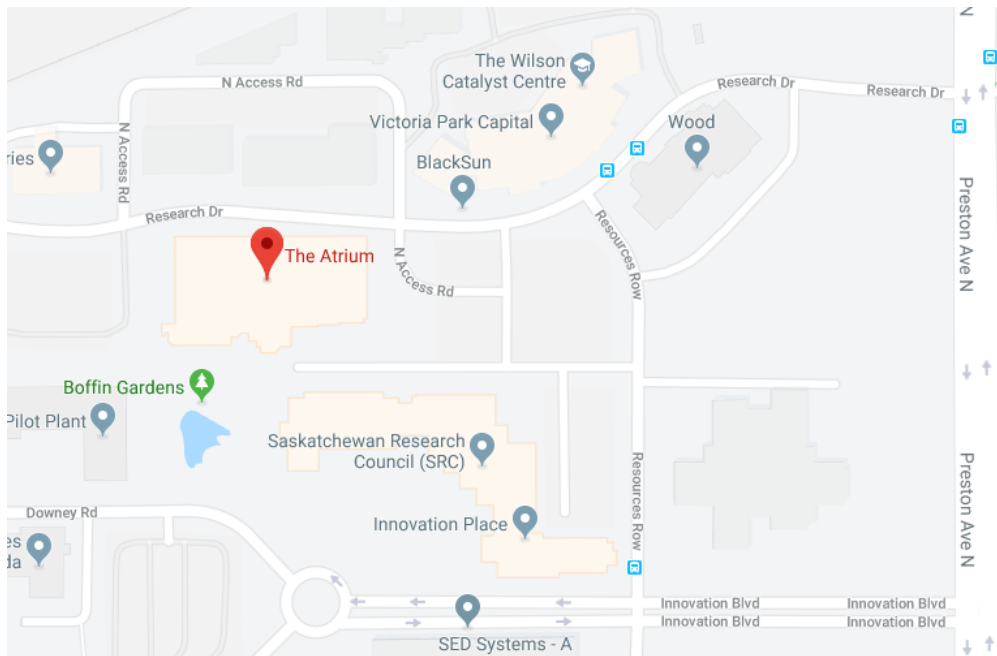 N
The Wilson
Catalyst Centre
N Access Rd
Research Dr
Research Dr
Victoria Park Capital
Wood
N Access Rd
ries
BlackSun
Preston Ave N
Research Dr
Resources Row
The Atrium
N Access Rd
Boffin Gardens
Pilot Plant
Saskatchewan Research
Council (SRC)
Resources Row
Preston Ave N
Downey Rd
Innovation Place
es
da
Innovation Blvd
Innovation Blvd
Innovation Blvd
Innovation Blvd
SED Systems - A